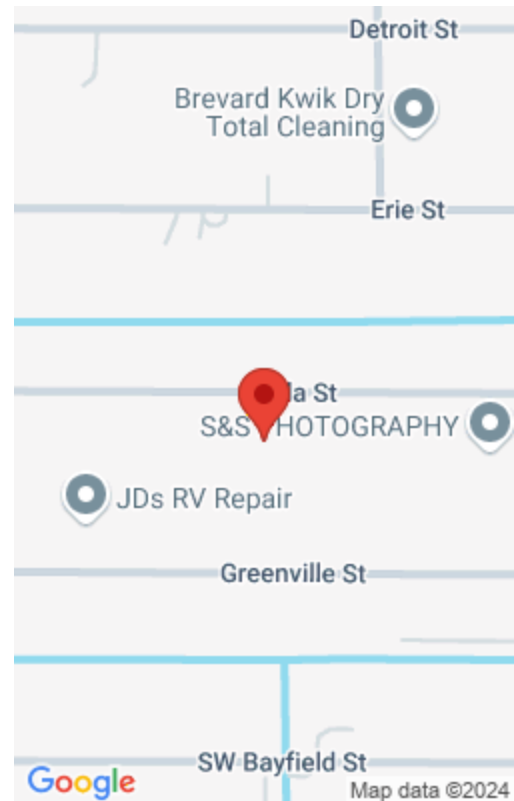 Detroit St
Brevard Kwik Dry
Total Cleaning
Erie St
St
PHOTOGRAPHY
JDs RV Repair
Greenville St
SW Bayfield St
Google
Map data ©2024